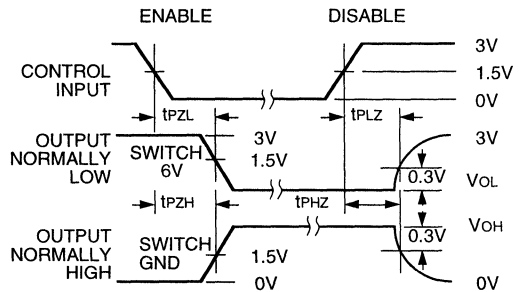 ENABLE DISABLE
3V
CONTROL INPUT 1.5V
0V
tPZL tPLZ
OUTPUT NORMALLY LOW
SWITCH 6V
3V
1.5V
3V
0.3V
VOL
tPZH tPHZ
OUTPUT NORMALLY HIGH
SWITCH GND
1.5V
0V
0.3V
VOH
0V